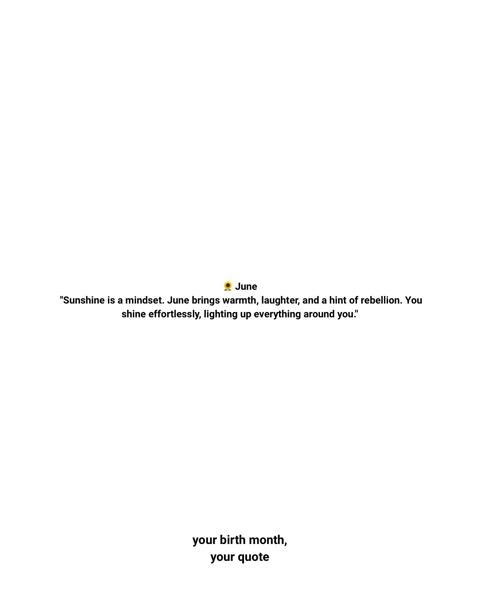 🌻 June
"Sunshine is a mindset. June brings warmth, laughter, and a hint of rebellion. You
shine effortlessly, lighting up everything around you."
your birth month,
your quote